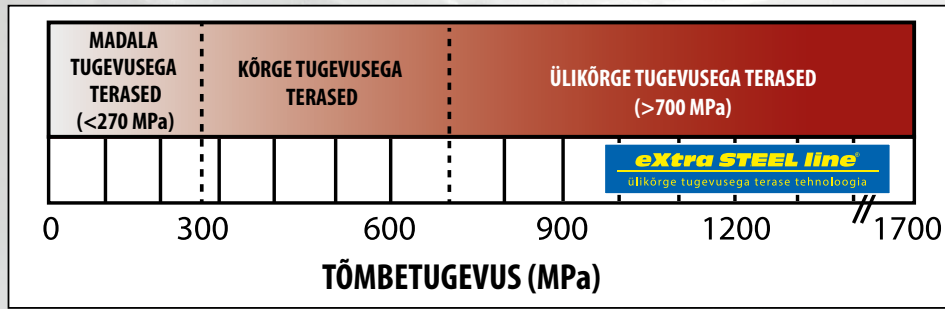 MADALA
TUGEVUSEGA
TERASED
(<270 MPa)
KÕRGE TUGEVUSEGA
TERASED
ÜLIKÕRGE TUGEVUSEGA TERASED
(>700 MPa)
eXtra STEEL line®
ülikõrge tugevusega terase tehnoloogia
0 300 600 900 1200 1700
TÕMBETUGEVUS (MPa)